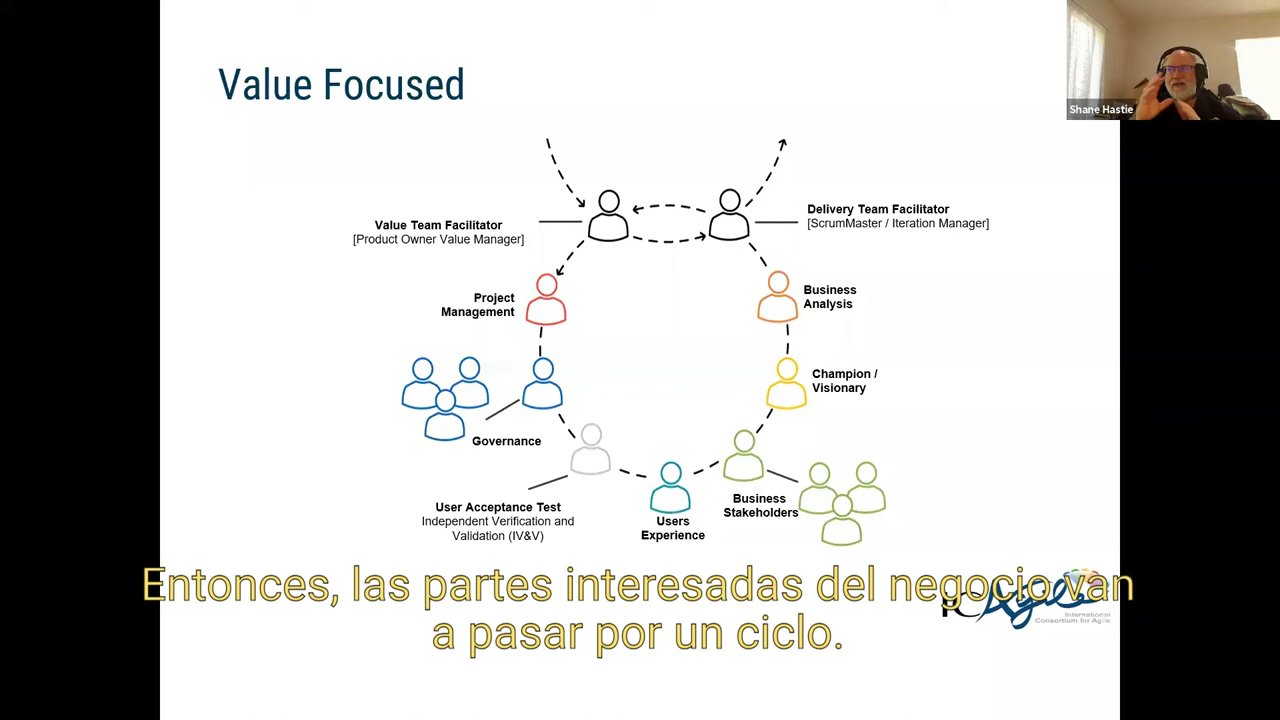 Value Focused
Shane Hastie
Value Team Facilitator
[Product Owner Value Manager]
Delivery Team Facilitator
[ScrumMaster / Iteration Manager]
Project
Management
Business
Analysis
Champion /
Visionary
Governance
User Acceptance Test
Independent Verification and
Validation (IV&V)
Users
Experience
Business
Stakeholders
Entonces, las partes interesadas del negocio van
a pasar por un ciclo.
ICAgile
International
Consortium for Agile